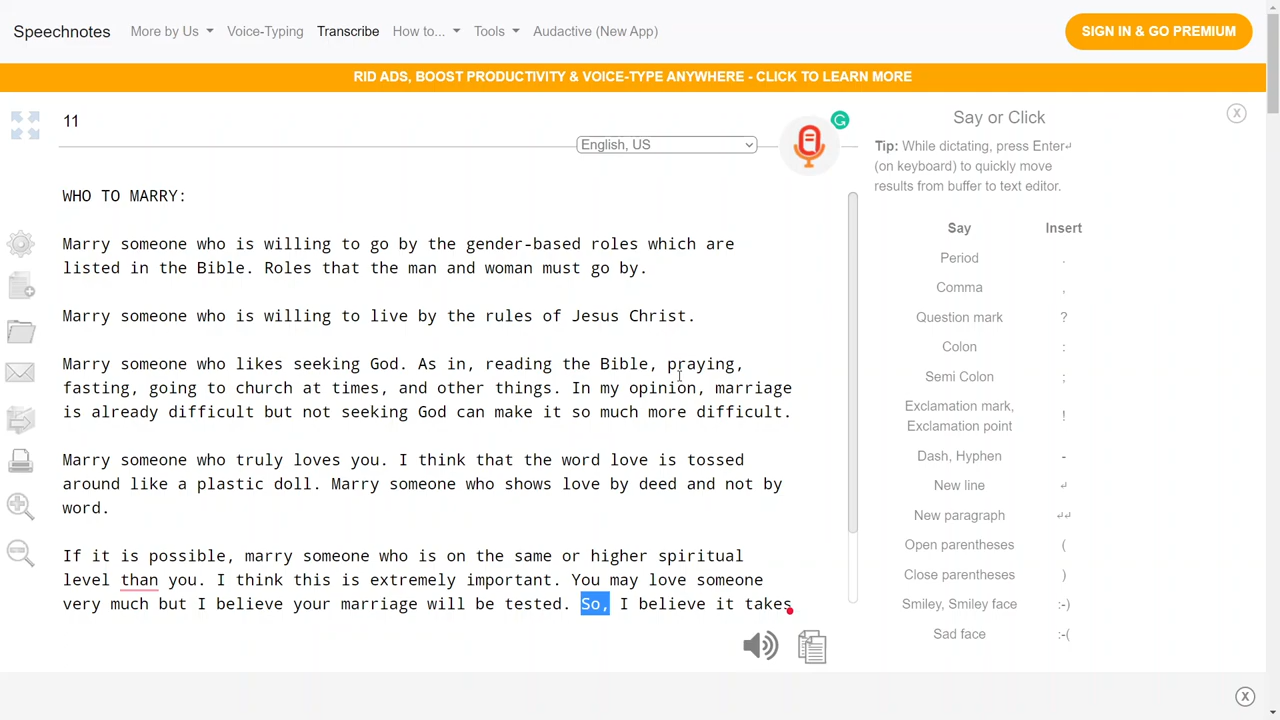 Speechnotes More by Us Voice-Typing Transcribe How to... Tools Audactive (New App) SIGN IN & GO PREMIUM
RID ADS, BOOST PRODUCTIVITY & VOICE-TYPE ANYWHERE - CLICK TO LEARN MORE
11
English, US
WHO TO MARRY:
Marry someone who is willing to go by the gender-based roles which are
listed in the Bible. Roles that the man and woman must go by.
Marry someone who is willing to live by the rules of Jesus Christ.
Marry someone who likes seeking God. As in, reading the Bible, praying,
fasting, going to church at times, and other things. In my opinion, marriage
is already difficult but not seeking God can make it so much more difficult.
Marry someone who truly loves you. I think that the word love is tossed
around like a plastic doll. Marry someone who shows love by deed and not by
word.
If it is possible, marry someone who is on the same or higher spiritual
level than you. I think this is extremely important. You may love someone
very much but I believe your marriage will be tested. So, I believe it takes
Say or Click
X
Tip: While dictating, press Enter↵
(on keyboard) to quickly move
results from buffer to text editor.
Say Insert
Period .
Comma ,
Question mark ?
Colon :
Semi Colon ;
Exclamation mark,
Exclamation point !
Dash, Hyphen -
New line ↵
New paragraph ↵↵
Open parentheses (
Close parentheses )
Smiley, Smiley face :-)
Sad face :-(
X